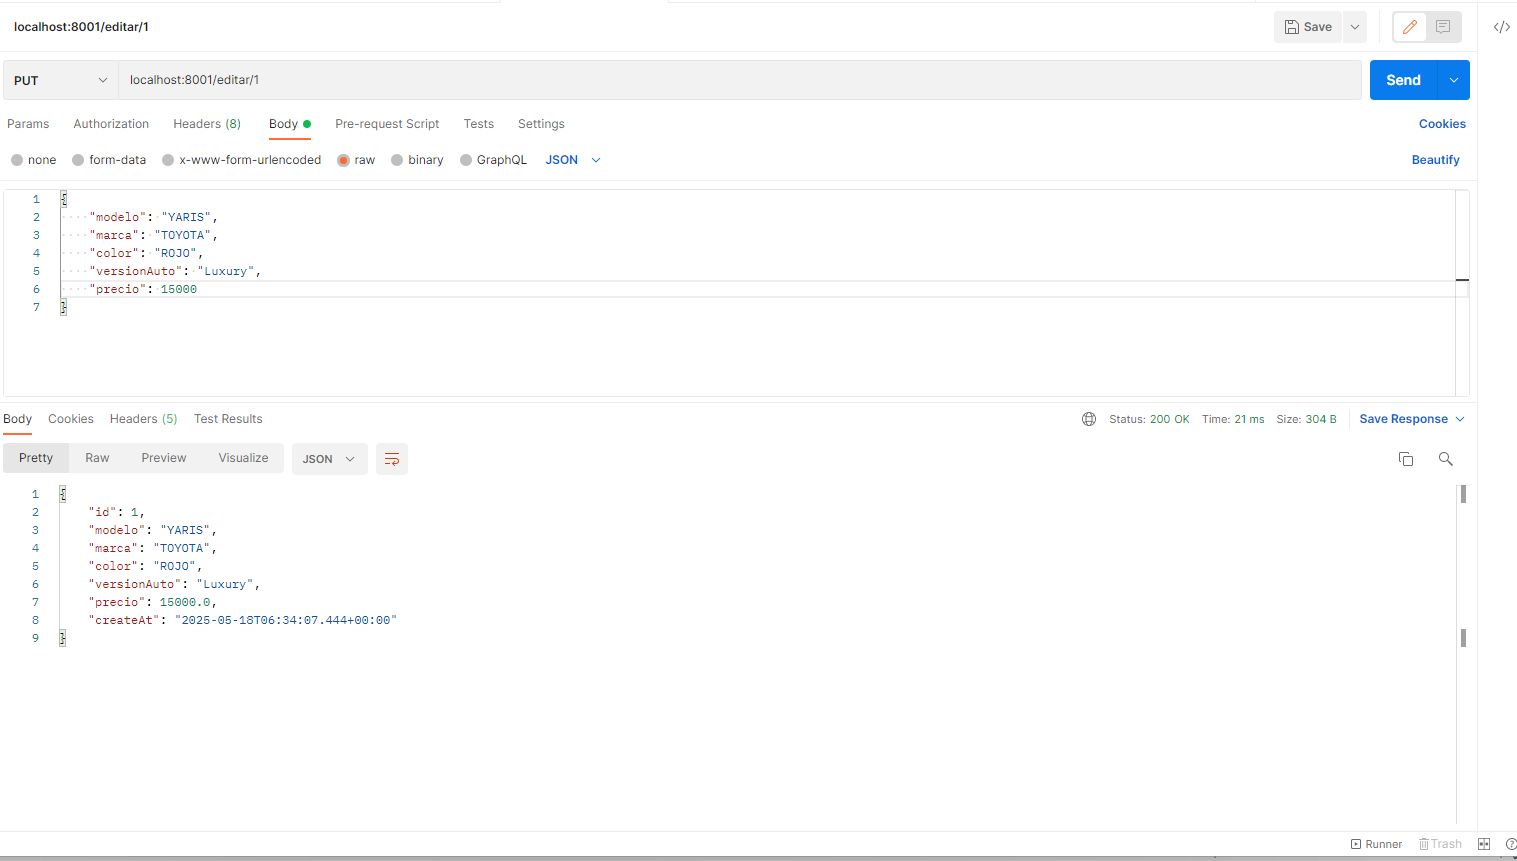 localhost:8001/editar/1
Save
PUT
localhost:8001/editar/1
Send
Params Authorization Headers (8) Body Pre-request Script Tests Settings Cookies
none form-data x-www-form-urlencoded raw binary GraphQL JSON Beautify
1 {
2 "modelo": "YARIS",
3 "marca": "TOYOTA",
4 "color": "ROJO",
5 "versionAuto": "Luxury",
6 "precio": 15000
7 }
Body Cookies Headers (5) Test Results Status: 200 OK Time: 21 ms Size: 304 B Save Response
Pretty Raw Preview Visualize JSON
1 {
2 "id": 1,
3 "modelo": "YARIS",
4 "marca": "TOYOTA",
5 "color": "ROJO",
6 "versionAuto": "Luxury",
7 "precio": 15000.0,
8 "createAt": "2025-05-18T06:34:07.444+00:00"
9 }
Runner Trash